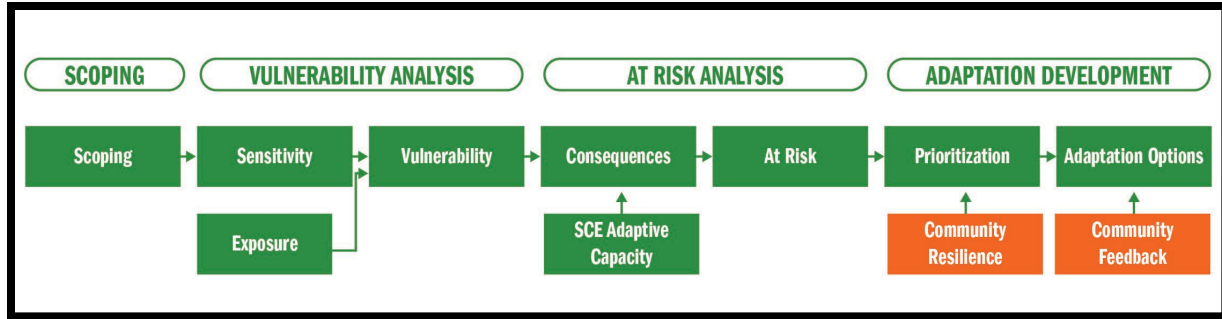 SCOPING
VULNERABILITY ANALYSIS
AT RISK ANALYSIS
ADAPTATION DEVELOPMENT
Scoping
Sensitivity
Vulnerability
Consequences
At Risk
Prioritization
Adaptation Options
Exposure
SCE Adaptive
Capacity
Community
Resilience
Community
Feedback